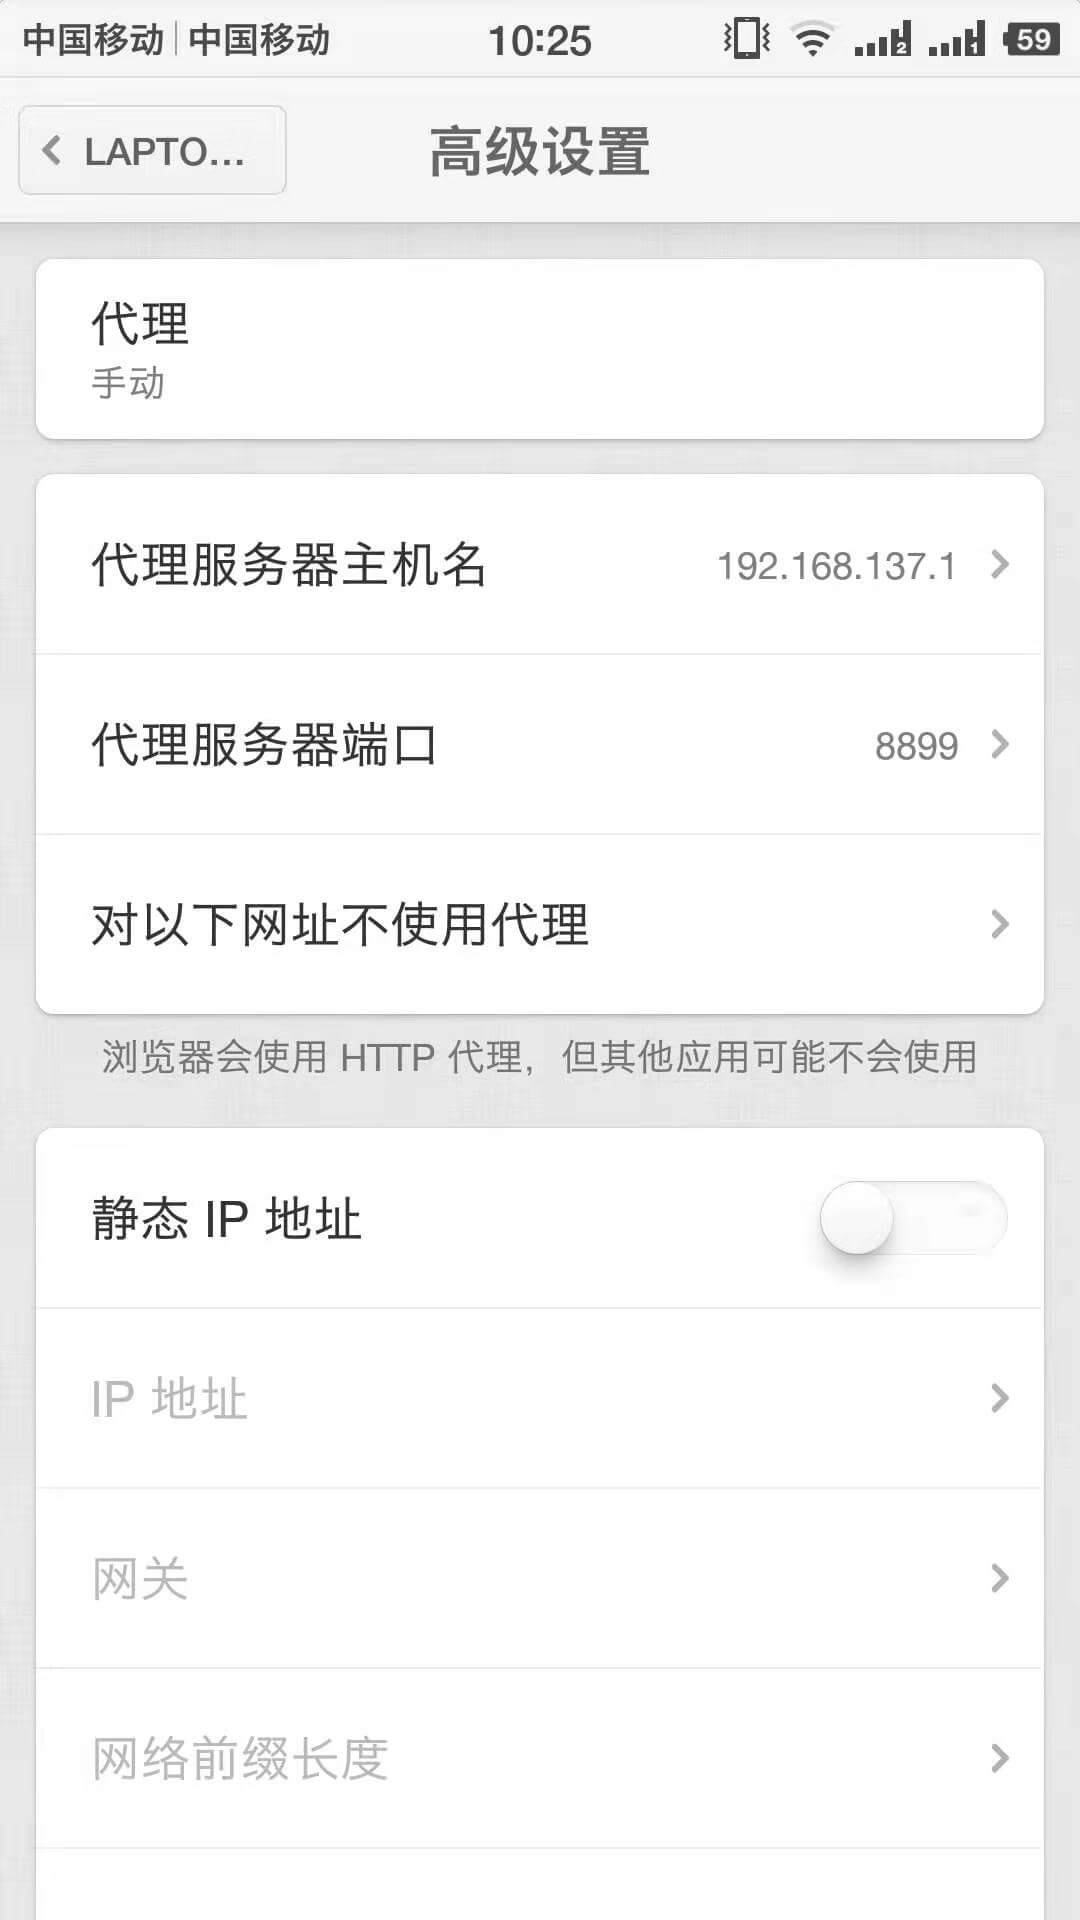 中国移动 中国移动 10:25 2 1 59
LAPTO... 高级设置
代理
手动
代理服务器主机名 192.168.137.1
代理服务器端口 8899
对以下网址不使用代理
浏览器会使用 HTTP 代理，但其他应用可能不会使用
静态 IP 地址
IP 地址
网关
网络前缀长度